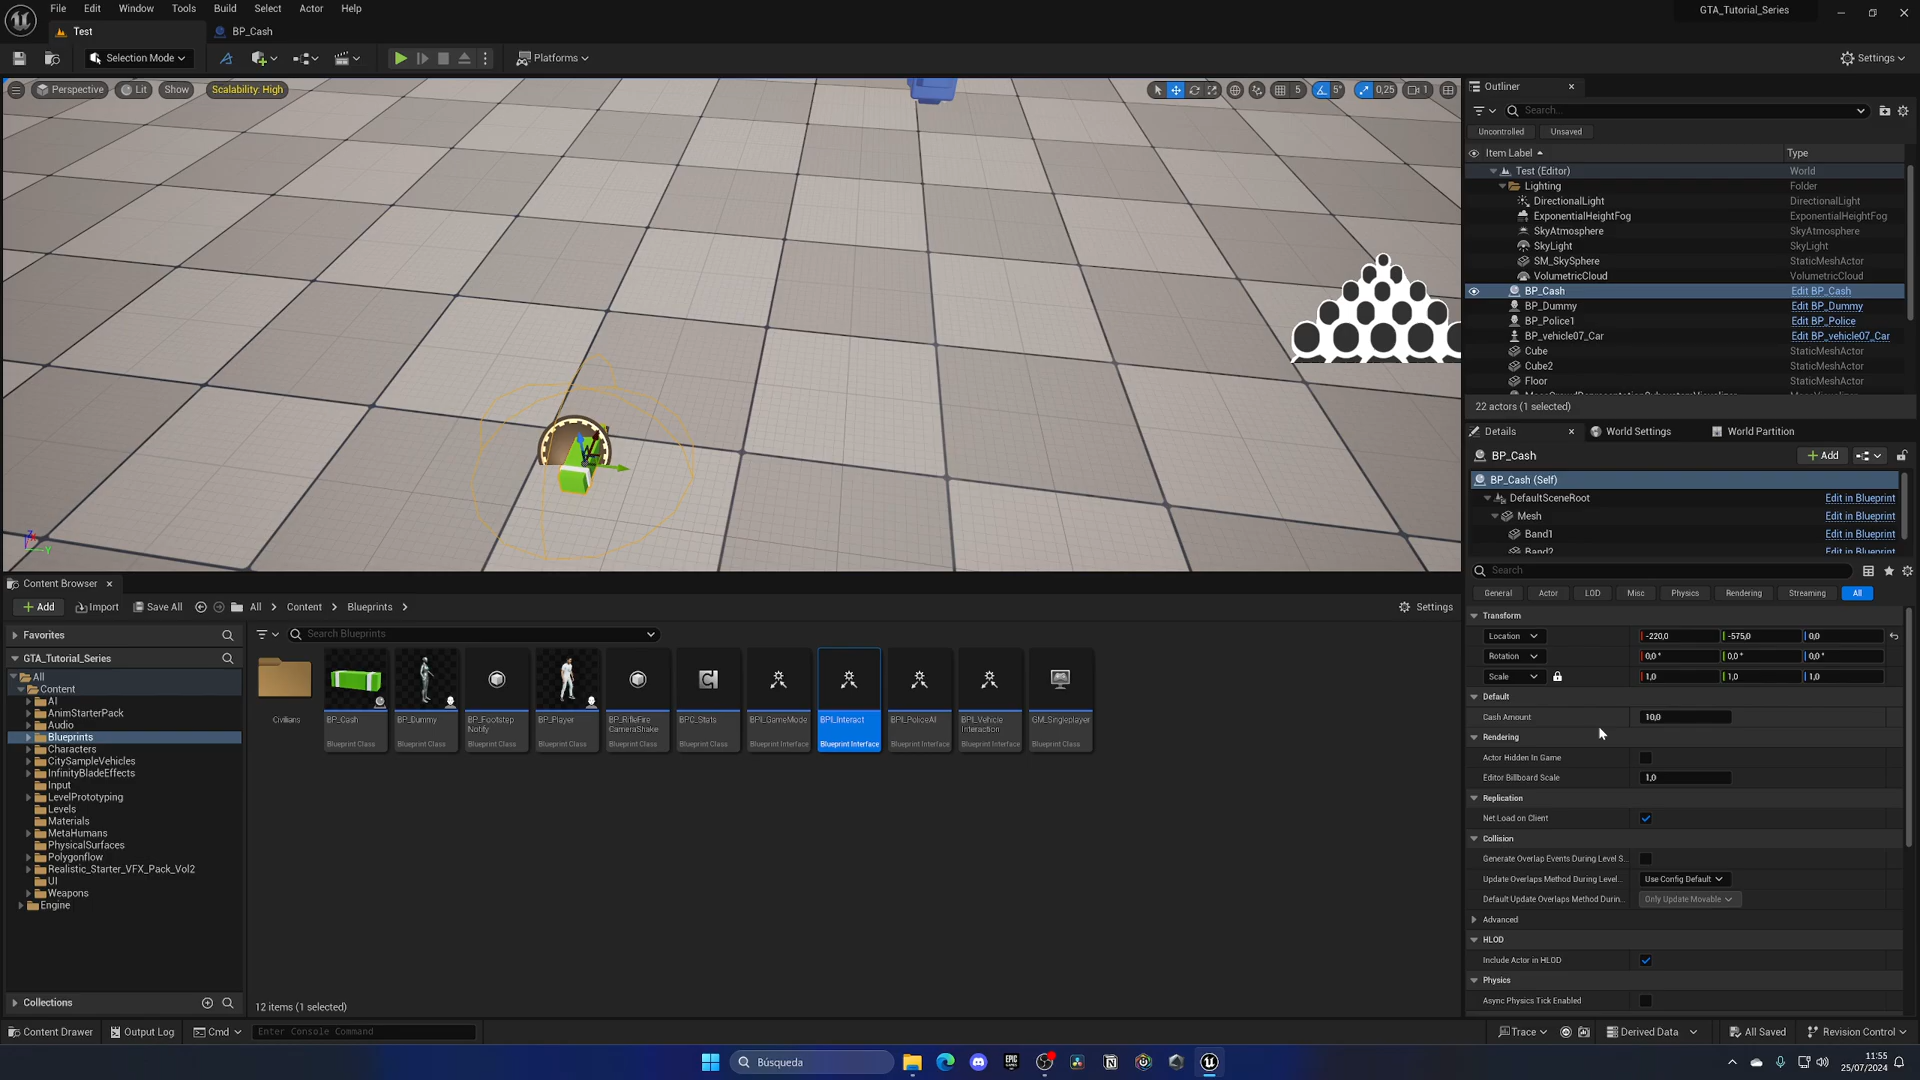 File Edit Window Tools Build Select Actor Help
GTA_Tutorial_Series
Test
BP_Cash
Selection Mode
Platforms
Settings
Perspective Lit Show Scalability: High
5 5° 0,25 1
Outliner
Search...
Uncontrolled Unsaved
Item Label Type
Test (Editor) World
Lighting Folder
DirectionalLight DirectionalLight
ExponentialHeightFog ExponentialHeightFog
SkyAtmosphere SkyAtmosphere
SkyLight SkyLight
SM_SkySphere StaticMeshActor
VolumetricCloud VolumetricCloud
BP_Cash Edit BP_Cash
BP_Dummy Edit BP_Dummy
BP_Police1 Edit BP_Police
BP_vehicle07_Car Edit BP_vehicle07_Car
Cube StaticMeshActor
Cube2 StaticMeshActor
Floor StaticMeshActor
22 actors (1 selected)
Details World Settings World Partition
BP_Cash
Add
BP_Cash (Self)
DefaultSceneRoot Edit in Blueprint
Mesh Edit in Blueprint
Band1 Edit in Blueprint
Band2 Edit in Blueprint
Search
General Actor LOD Misc Physics Rendering Streaming All
Transform
Location -220,0 -575,0 0,0
Rotation 0,0 ° 0,0 ° 0,0 °
Scale 1,0 1,0 1,0
Default
Cash Amount 10,0
Rendering
Actor Hidden In Game
Editor Billboard Scale 1,0
Replication
Net Load on Client
Collision
Generate Overlap Events During Level S...
Update Overlaps Method During Level... Use Config Default
Default Update Overlaps Method Durin... Only Update Movable
Advanced
HLOD
Include Actor in HLOD
Physics
Async Physics Tick Enabled
Content Browser
Add Import Save All All Content Blueprints Settings
Favorites
Search Blueprints
GTA_Tutorial_Series
All
Content
AI
AnimStarterPack
Audio
Blueprints
Characters
CitySampleVehicles
InfinityBladeEffects
Input
LevelPrototyping
Levels
Materials
MetaHumans
PhysicalSurfaces
Polygonflow
Realistic_Starter_VFX_Pack_Vol2
UI
Weapons
Engine
Collections
Civilians
BP_Cash
Blueprint Class
BP_Dummy
Blueprint Class
BP_Footstep
Notify
Blueprint Class
BP_Player
Blueprint Class
BP_RifleFire
CameraShake
Blueprint Class
BPC_Stats
Blueprint Class
BPI_GameMode
Blueprint Interface
BPI_Interact
Blueprint Interface
BPI_PoliceAI
Blueprint Interface
BPI_Vehicle
Interaction
Blueprint Interface
GM_Singleplayer
Blueprint Class
12 items (1 selected)
Content Drawer Output Log Cmd Enter Console Command
Trace Derived Data All Saved Revision Control
Búsqueda
EPIC
GAMES
11:55
25/07/2024